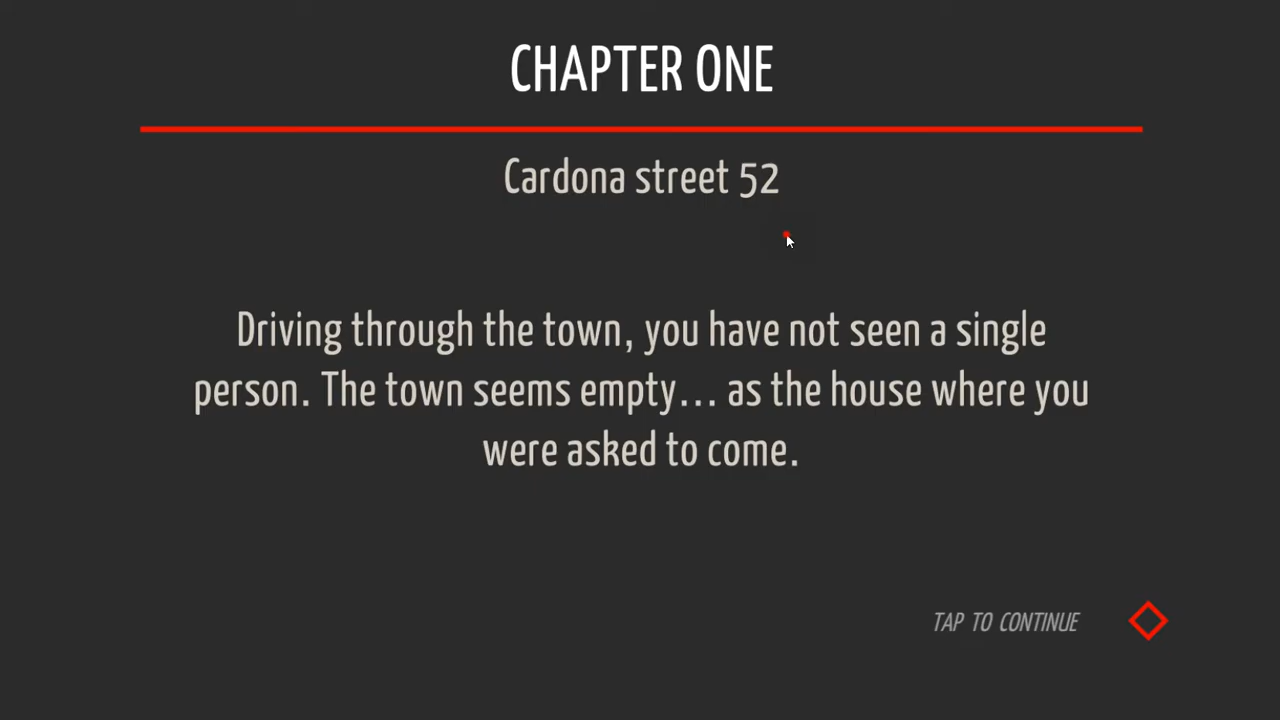 CHAPTER ONE
Cardona street 52
Driving through the town, you have not seen a single
person. The town seems empty... as the house where you
were asked to come.
TAP TO CONTINUE